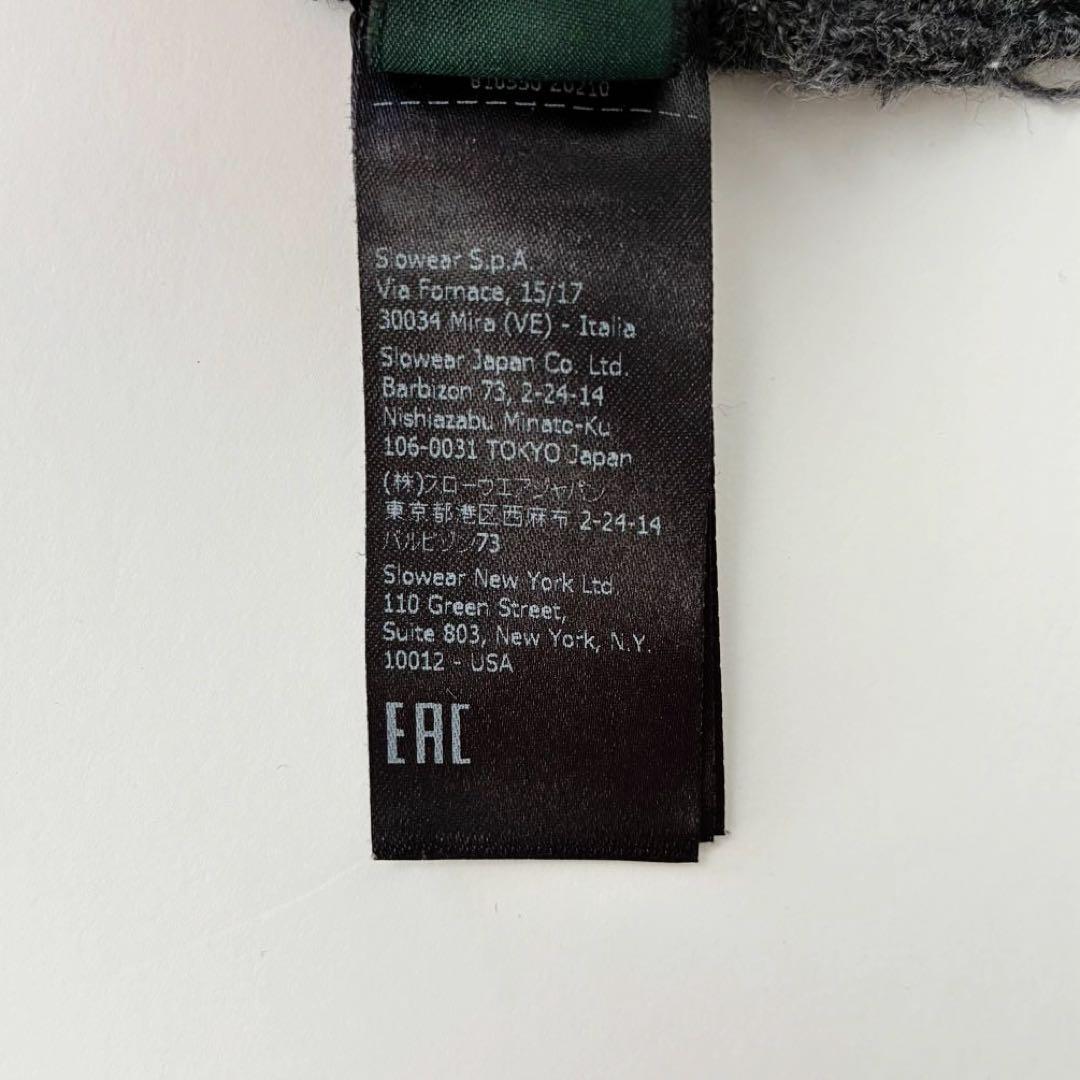 Slowear S.p.A.
Via Fornace, 15/17
30034 Mira (VE) - Italia
Slowear Japan Co. Ltd.
Barbizon 73, 2-24-14
Nishiazabu Minato-Ku
106-0031 TOKYO Japan
(株)スローウエアジャパン
東京都港区西麻布 2-24-14
バルビゾン73
Slowear New York Ltd.
110 Green Street,
Suite 803, New York, N.Y.
10012 - USA
EAC